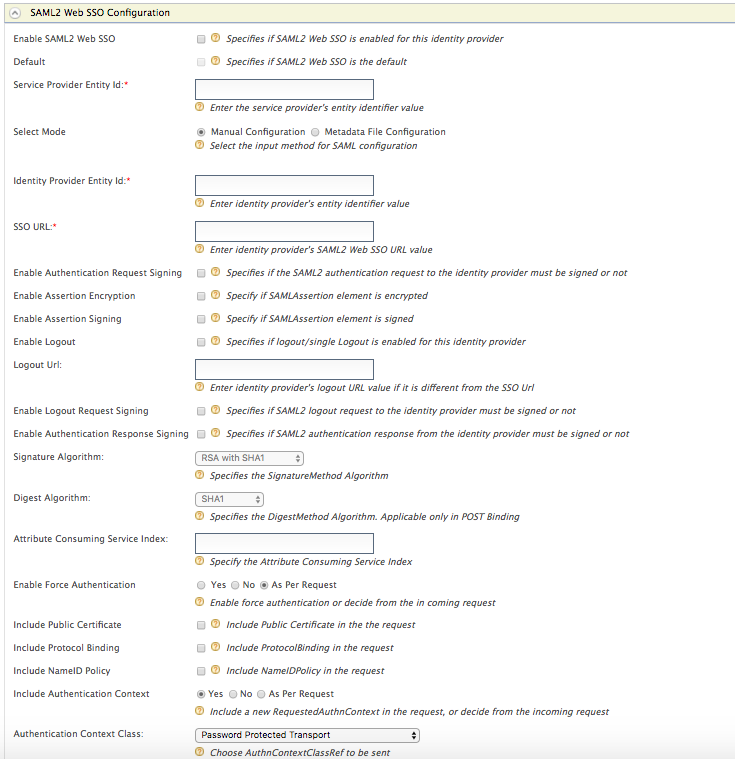 SAML2 Web SSO Configuration
Enable SAML2 Web SSO Specifies if SAML2 Web SSO is enabled for this identity provider
Default Specifies if SAML2 Web SSO is the default
Service Provider Entity Id:*
Enter the service provider's entity identifier value
Select Mode Manual Configuration Metadata File Configuration
Select the input method for SAML configuration
Identity Provider Entity Id:*
Enter identity provider's entity identifier value
SSO URL:*
Enter identity provider's SAML2 Web SSO URL value
Enable Authentication Request Signing Specifies if the SAML2 authentication request to the identity provider must be signed or not
Enable Assertion Encryption Specify if SAMLAssertion element is encrypted
Enable Assertion Signing Specify if SAMLAssertion element is signed
Enable Logout Specifies if logout/single Logout is enabled for this identity provider
Logout Url:
Enter identity provider's logout URL value if it is different from the SSO Url
Enable Logout Request Signing Specifies if SAML2 logout request to the identity provider must be signed or not
Enable Authentication Response Signing Specifies if SAML2 authentication response from the identity provider must be signed or not
Signature Algorithm: RSA with SHA1
Specifies the SignatureMethod Algorithm
Digest Algorithm: SHA1
Specifies the DigestMethod Algorithm. Applicable only in POST Binding
Attribute Consuming Service Index:
Specify the Attribute Consuming Service Index
Enable Force Authentication Yes No As Per Request
Enable force authentication or decide from the in coming request
Include Public Certificate Include Public Certificate in the the request
Include Protocol Binding Include ProtocolBinding in the request
Include NameID Policy Include NameIDPolicy in the request
Include Authentication Context Yes No As Per Request
Include a new RequestedAuthnContext in the request, or decide from the incoming request
Authentication Context Class: Password Protected Transport
Choose AuthnContextClassRef to be sent